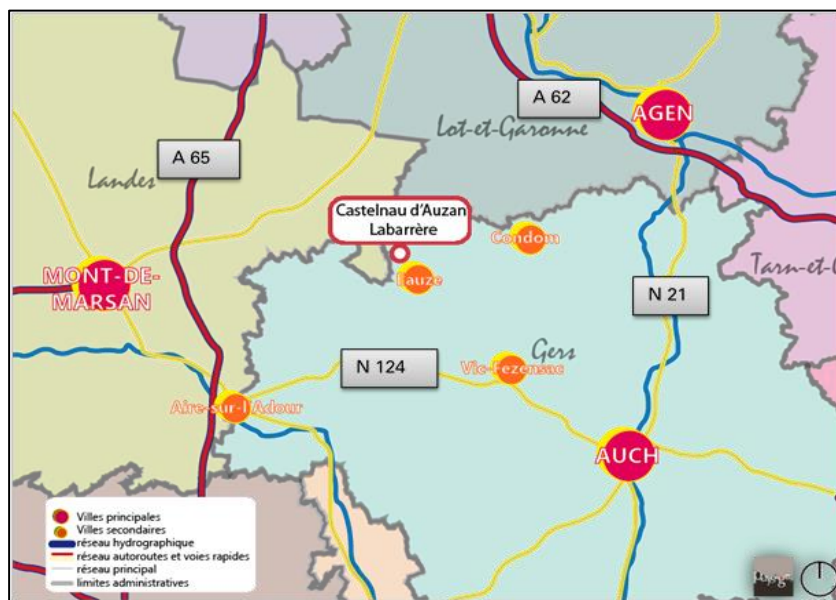 A 62
AGEN
Lot-et-Garonne
A 65
Landes
Castelnau d'Auzan
Labarrère
Condom
Eauze
MONT-DE-
MARSAN
Tarn-et-G
N 21
N 124
Vic-Fezensac
Gers
Aire-sur-l'Adour
AUCH
Villes principales
Villes secondaires
réseau hydrographique
réseau autoroutes et voies rapides
réseau principal
limites administratives